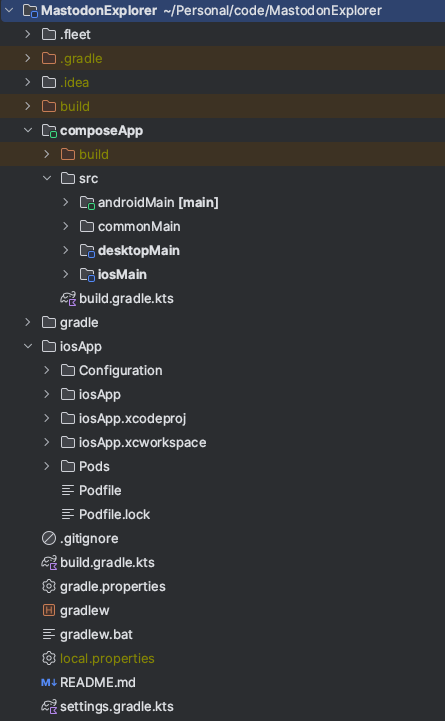 MastodonExplorer ~/Personal/code/MastodonExplorer
.fleet
.gradle
.idea
build
composeApp
build
src
androidMain [main]
commonMain
desktopMain
iosMain
build.gradle.kts
gradle
iosApp
Configuration
iosApp
iosApp.xcodeproj
iosApp.xcworkspace
Pods
Podfile
Podfile.lock
.gitignore
build.gradle.kts
gradle.properties
gradlew
gradlew.bat
local.properties
README.md
settings.gradle.kts